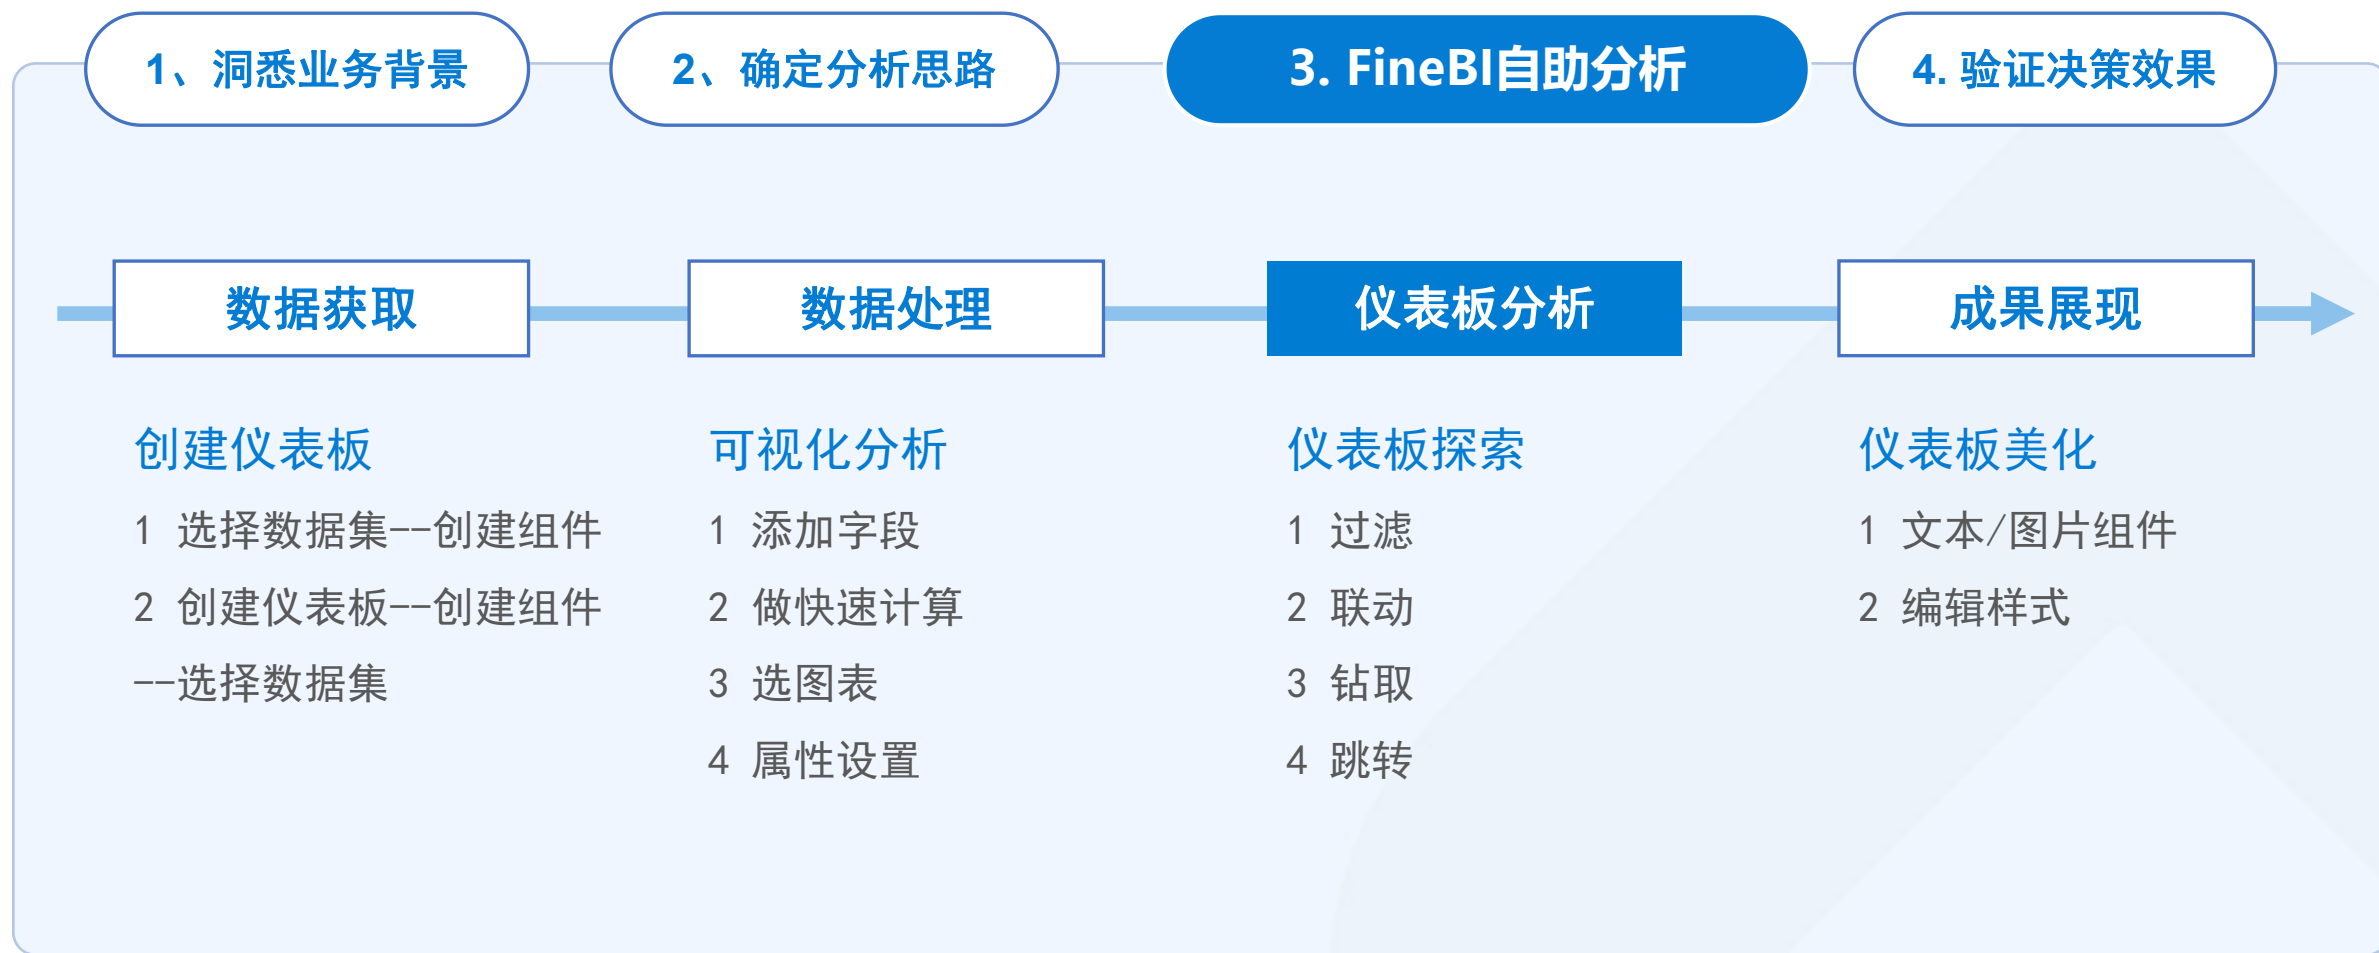 1、洞悉业务背景
2、确定分析思路
3. FineBI自助分析
4. 验证决策效果
数据获取
数据处理
仪表板分析
成果展现
创建仪表板
1 选择数据集--创建组件
2 创建仪表板--创建组件
--选择数据集
可视化分析
1 添加字段
2 做快速计算
3 选图表
4 属性设置
仪表板探索
1 过滤
2 联动
3 钻取
4 跳转
仪表板美化
1 文本/图片组件
2 编辑样式